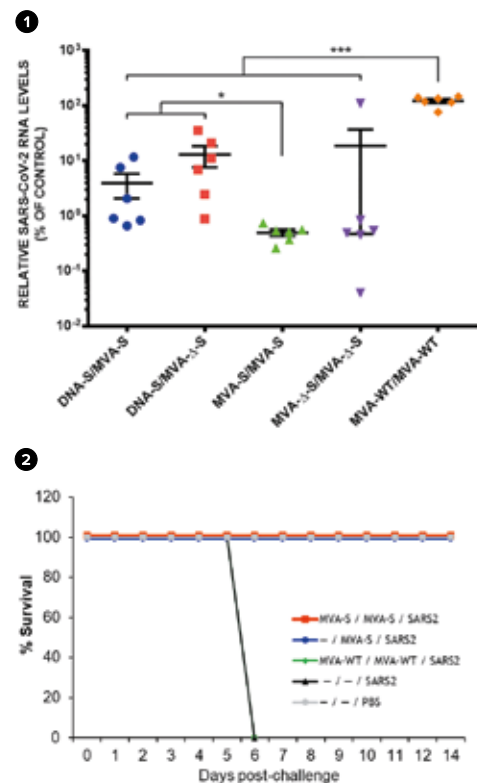 1
RELATIVE SARS-CoV-2 RNA LEVELS
(% OF CONTROL)
10³
10²
10¹
10⁰
10⁻¹
10⁻²
*
***
DNA-S/MVA-S
DNA-S/MVA-Δ-S
MVA-S/MVA-S
MVA-Δ-S/MVA-Δ-S
MVA-WT/MVA-WT
2
% Survival
120
100
80
60
40
20
0
MVA-S / MVA-S / SARS2
– / MVA-S / SARS2
MVA-WT / MVA-WT / SARS2
– / – / SARS2
– / – / PBS
0 1 2 3 4 5 6 7 8 9 10 11 12 14
Days post-challenge